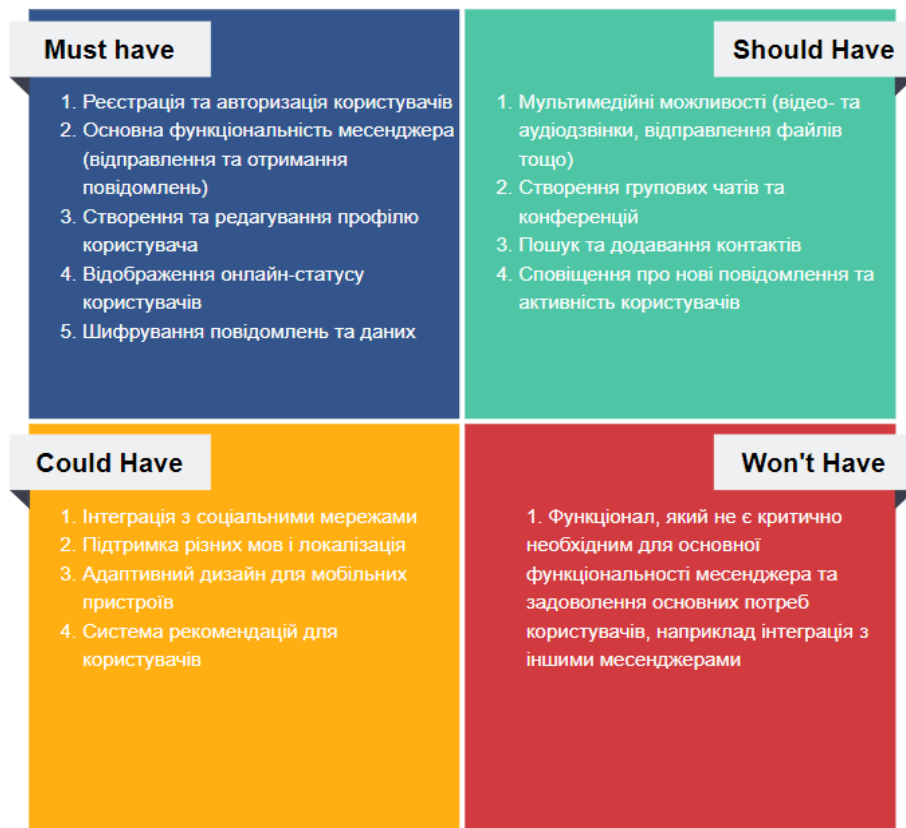 Must have
1. Реєстрація та авторизація користувачів
2. Основна функціональність месенджера
(відправлення та отримання
повідомлень)
3. Створення та редагування профілю
користувача
4. Відображення онлайн-статусу
користувачів
5. Шифрування повідомлень та даних
Should Have
1. Мультимедійні можливості (відео- та
аудіодзвінки, відправлення файлів
тощо)
2. Створення групових чатів та
конференцій
3. Пошук та додавання контактів
4. Сповіщення про нові повідомлення та
активність користувачів
Could Have
1. Інтеграція з соціальними мережами
2. Підтримка різних мов і локалізація
3. Адаптивний дизайн для мобільних
пристроїв
4. Система рекомендацій для
користувачів
Won't Have
1. Функціонал, який не є критично
необхідним для основної
функціональності месенджера та
задоволення основних потреб
користувачів, наприклад інтеграція з
іншими месенджерами